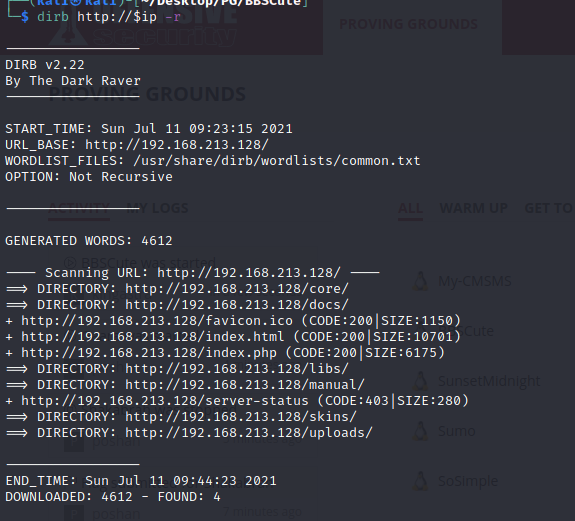 (kali㉿kali)-[~/Desktop/PG/BBSCute]
$ dirb http://$ip -r
PROVING GROUNDS
DIRB v2.22
By The Dark Raver
PROVING GROUNDS
START_TIME: Sun Jul 11 09:23:15 2021
URL_BASE: http://192.168.213.128/
WORDLIST_FILES: /usr/share/dirb/wordlists/common.txt
OPTION: Not Recursive
ACTIVITY MY LOGS ALL WARM UP GET TO
GENERATED WORDS: 4612
BBSCute was started
---- Scanning URL: http://192.168.213.128/ ----
==> DIRECTORY: http://192.168.213.128/core/
My-CMSMS
==> DIRECTORY: http://192.168.213.128/docs/
+ http://192.168.213.128/favicon.ico (CODE:200|SIZE:1150)
+ http://192.168.213.128/index.html (CODE:200|SIZE:10701)
+ http://192.168.213.128/index.php (CODE:200|SIZE:6175)
==> DIRECTORY: http://192.168.213.128/libs/
==> DIRECTORY: http://192.168.213.128/manual/
SunsetMidnight
+ http://192.168.213.128/server-status (CODE:403|SIZE:280)
==> DIRECTORY: http://192.168.213.128/skins/
==> DIRECTORY: http://192.168.213.128/uploads/
Sumo
END_TIME: Sun Jul 11 09:44:23 2021
SoSimple
DOWNLOADED: 4612 - FOUND: 4
7 minutes ago